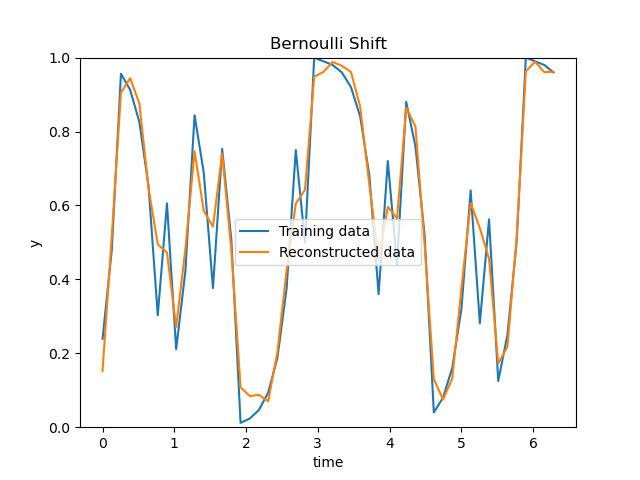 Bernoulli Shift
1.0
0.8
0.6
0.4
0.2
0.0
y
Training data
Reconstructed data
0 1 2 3 4 5 6
time